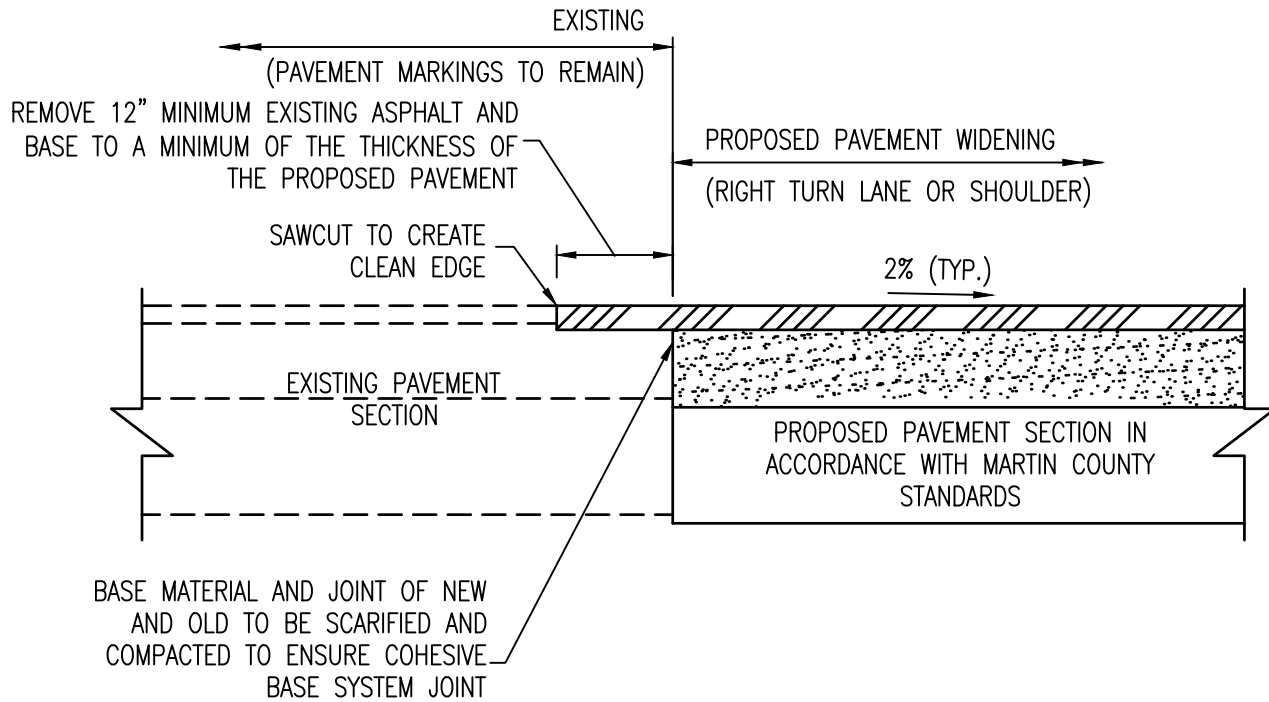 EXISTING
(PAVEMENT MARKINGS TO REMAIN)
REMOVE 12” MINIMUM EXISTING ASPHALT AND
BASE TO A MINIMUM OF THE THICKNESS OF
THE PROPOSED PAVEMENT
PROPOSED PAVEMENT WIDENING
(RIGHT TURN LANE OR SHOULDER)
SAWCUT TO CREATE
CLEAN EDGE
2% (TYP.)
EXISTING PAVEMENT
SECTION
PROPOSED PAVEMENT SECTION IN
ACCORDANCE WITH MARTIN COUNTY
STANDARDS
BASE MATERIAL AND JOINT OF NEW
AND OLD TO BE SCARIFIED AND
COMPACTED TO ENSURE COHESIVE
BASE SYSTEM JOINT